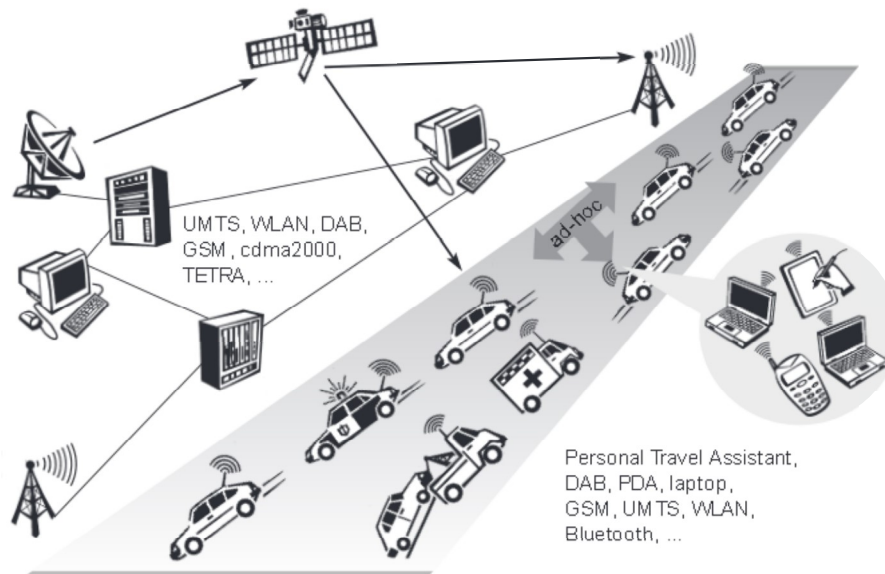 UMTS, WLAN, DAB,
GSM, cdma2000,
TETRA, ...
ad-hoc
Personal Travel Assistant,
DAB, PDA, laptop,
GSM, UMTS, WLAN,
Bluetooth, ...